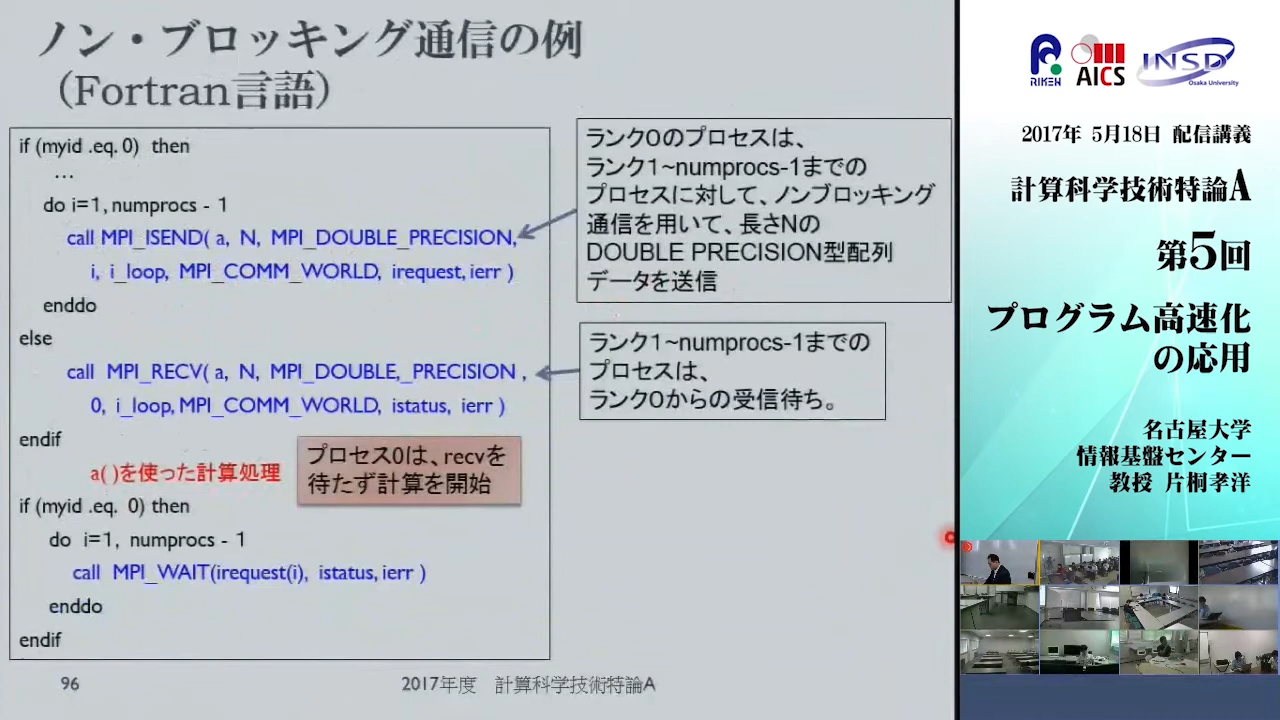 ノン・ブロッキング通信の例
（Fortran言語）
if (myid .eq. 0) then
…
do i=1, numprocs - 1
call MPI_ISEND( a, N, MPI_DOUBLE_PRECISION,
i, i_loop, MPI_COMM_WORLD, irequest, ierr )
enddo
else
call MPI_RECV( a, N, MPI_DOUBLE,_PRECISION ,
0, i_loop, MPI_COMM_WORLD, istatus, ierr )
endif
a( )を使った計算処理
if (myid .eq. 0) then
do i=1, numprocs - 1
call MPI_WAIT(irequest(i), istatus, ierr )
enddo
endif
プロセス0は、recvを
待たず計算を開始
ランク0のプロセスは、
ランク1~numprocs-1までの
プロセスに対して、ノンブロッキング
通信を用いて、長さNの
DOUBLE PRECISION型配列
データを送信
ランク1~numprocs-1までの
プロセスは、
ランク0からの受信待ち。
96
2017年度 計算科学技術特論A
RIKEN
AICS
INSD
Osaka University
2017年 5月18日 配信講義
計算科学技術特論A
第5回
プログラム高速化
の応用
名古屋大学
情報基盤センター
教授 片桐孝洋